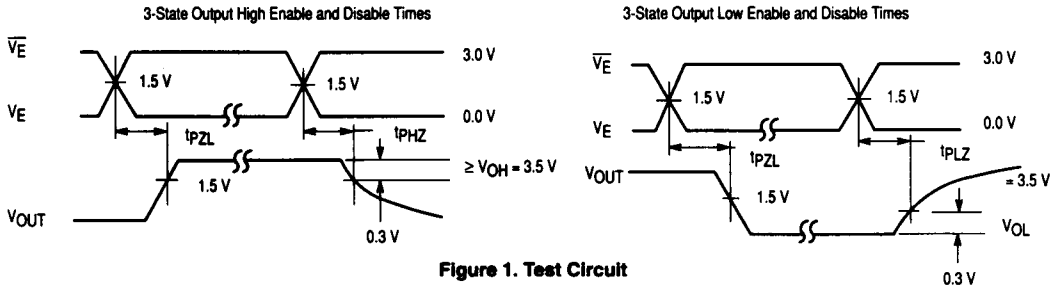 3-State Output High Enable and Disable Times
V̅E̅
3.0 V
1.5 V
1.5 V
VE
0.0 V
tPZL
tPHZ
≥ VOH = 3.5 V
1.5 V
VOUT
0.3 V
3-State Output Low Enable and Disable Times
V̅E̅
3.0 V
1.5 V
1.5 V
VE
0.0 V
tPZL
tPLZ
VOUT
= 3.5 V
1.5 V
VOL
0.3 V
Figure 1. Test Circuit